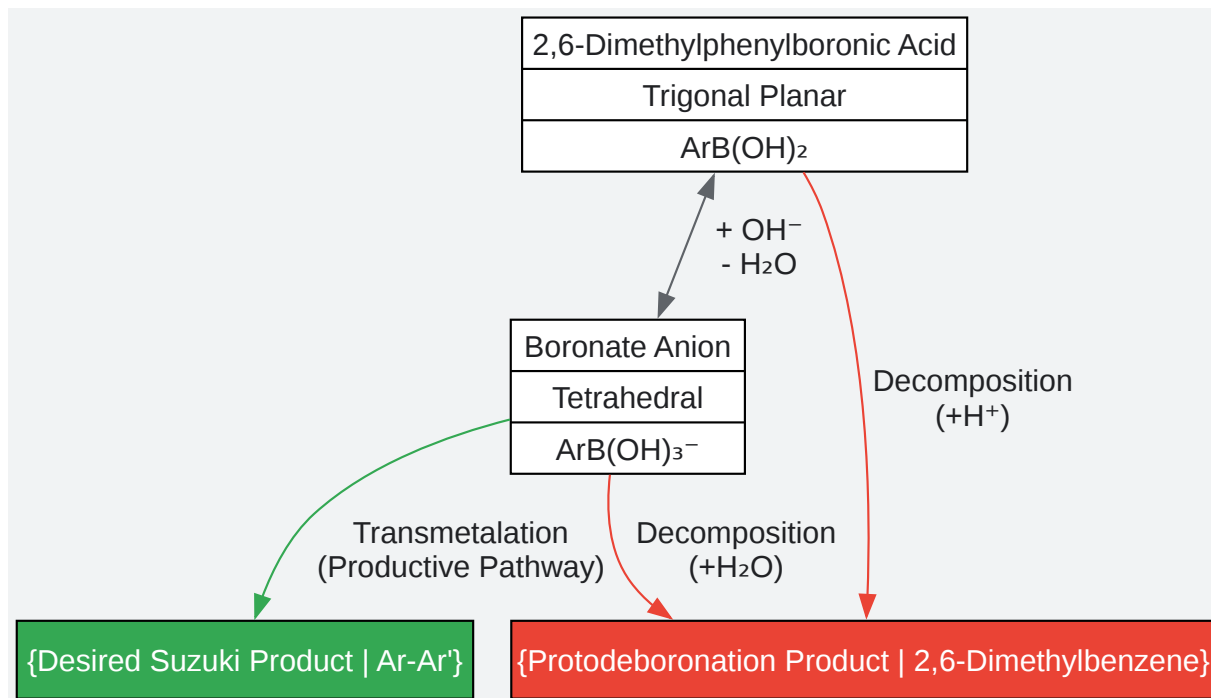 2,6-Dimethylphenylboronic Acid
Trigonal Planar
ArB(OH)₂
+ OH⁻
- H₂O
Boronate Anion
Tetrahedral
ArB(OH)₃⁻
Decomposition
(+H⁺)
Transmetalation
(Productive Pathway)
Decomposition
(+H₂O)
{Desired Suzuki Product | Ar-Ar'}
{Protodeboronation Product | 2,6-Dimethylbenzene}